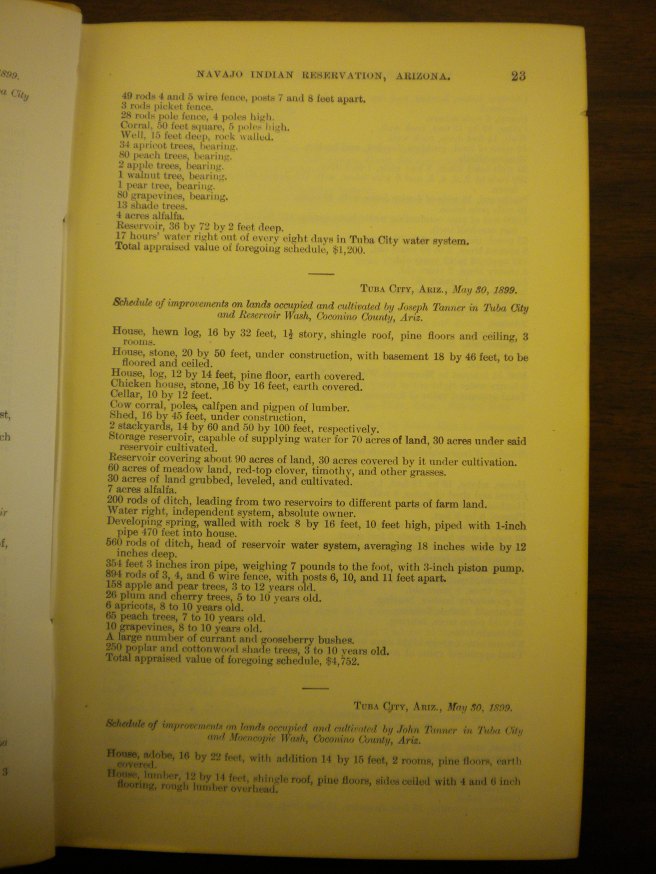 1899.
a City
NAVAJO INDIAN RESERVATION, ARIZONA. 23
49 rods 4 and 5 wire fence, posts 7 and 8 feet apart.
3 rods picket fence.
28 rods pole fence, 4 poles high.
Corral, 50 feet square, 5 poles high.
Well, 15 feet deep, rock walled.
34 apricot trees, bearing.
80 peach trees, bearing.
2 apple trees, bearing.
1 walnut tree, bearing.
1 pear tree, bearing.
80 grapevines, bearing.
13 shade trees.
4 acres alfalfa.
Reservoir, 36 by 72 by 2 feet deep.
17 hours' water right out of every eight days in Tuba City water system.
Total appraised value of foregoing schedule, $1,200.
TUBA CITY, ARIZ., May 30, 1899.
Schedule of improvements on lands occupied and cultivated by Joseph Tanner in Tuba City
and Reservoir Wash, Coconino County, Ariz.
House, hewn log, 16 by 32 feet, 1½ story, shingle roof, pine floors and ceiling, 3
rooms.
House, stone, 20 by 50 feet, under construction, with basement 18 by 46 feet, to be
floored and ceiled.
House, log, 12 by 14 feet, pine floor, earth covered.
Chicken house, stone, 16 by 16 feet, earth covered.
Cellar, 10 by 12 feet.
Cow corral, poles, calfpen and pigpen of lumber.
Shed, 16 by 45 feet, under construction,
2 stackyards, 14 by 60 and 50 by 100 feet, respectively.
Storage reservoir, capable of supplying water for 70 acres of land, 30 acres under said
reservoir cultivated.
Reservoir covering about 90 acres of land, 30 acres covered by it under cultivation.
60 acres of meadow land, red-top clover, timothy, and other grasses.
30 acres of land grubbed, leveled, and cultivated.
7 acres alfalfa.
200 rods of ditch, leading from two reservoirs to different parts of farm land.
Water right, independent system, absolute owner.
Developing spring, walled with rock 8 by 16 feet, 10 feet high, piped with 1-inch
pipe 470 feet into house.
560 rods of ditch, head of reservoir water system, averaging 18 inches wide by 12
inches deep.
354 feet 3 inches iron pipe, weighing 7 pounds to the foot, with 3-inch piston pump.
894 rods of 3, 4, and 6 wire fence, with posts 6, 10, and 11 feet apart.
158 apple and pear trees, 3 to 12 years old.
26 plum and cherry trees, 5 to 10 years old.
6 apricots, 8 to 10 years old.
65 peach trees, 7 to 10 years old.
10 grapevines, 8 to 10 years old.
A large number of currant and gooseberry bushes.
250 poplar and cottonwood shade trees, 3 to 10 years old.
Total appraised value of foregoing schedule, $4,752.
TUBA CITY, ARIZ., May 30, 1899.
Schedule of improvements on lands occupied and cultivated by John Tanner in Tuba City
and Moencopie Wash, Coconino County, Ariz.
House, adobe, 16 by 22 feet, with addition 14 by 15 feet, 2 rooms, pine floors, earth
covered.
House, lumber, 12 by 14 feet, shingle roof, pine floors, sides ceiled with 4 and 6 inch
flooring, rough lumber overhead.